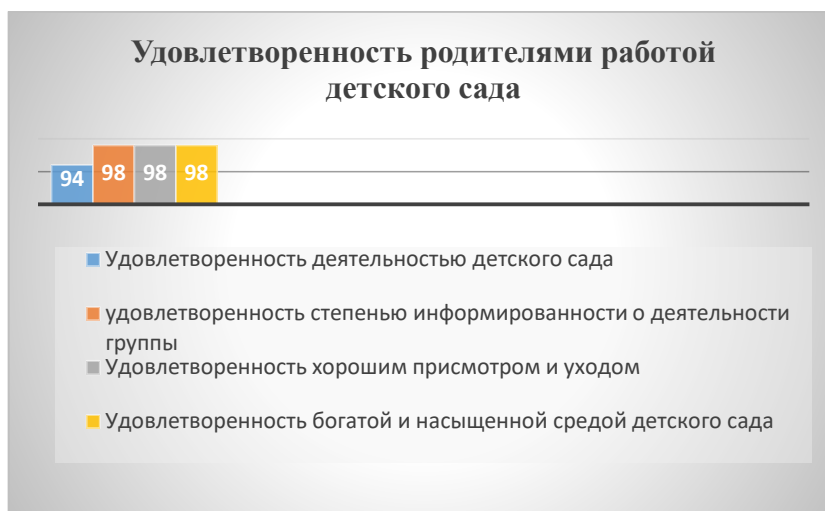 Удовлетворенность родителями работой
детского сада
94 98 98 98
Удовлетворенность деятельностью детского сада
удовлетворенность степенью информированности о деятельности
группы
Удовлетворенность хорошим присмотром и уходом
Удовлетворенность богатой и насыщенной средой детского сада